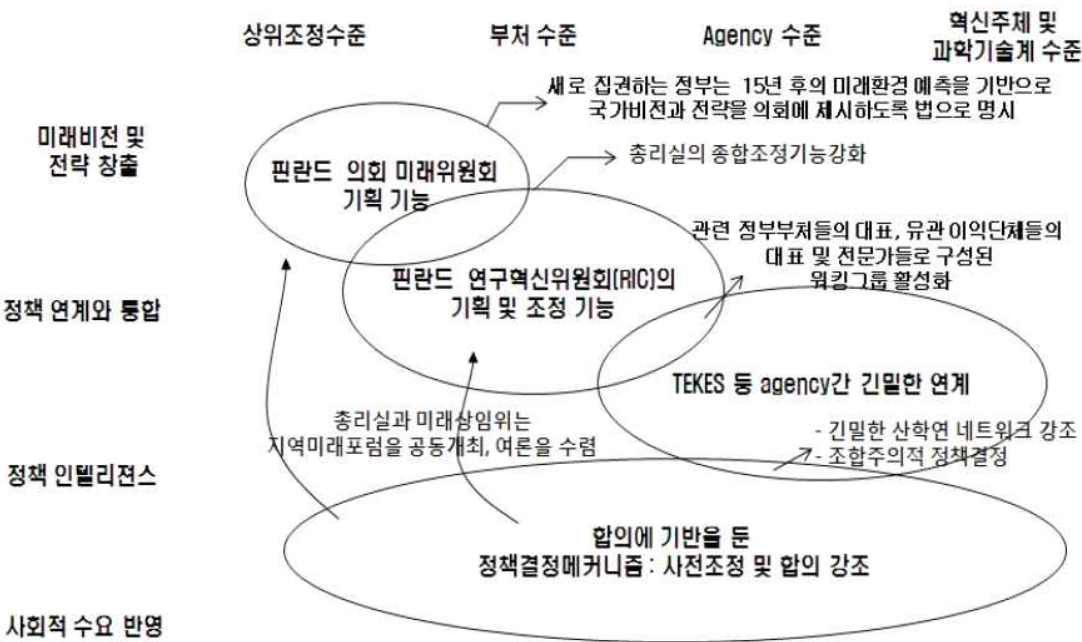 상위조정수준
부처 수준
Agency 수준
혁신주체 및
과학기술계 수준
새로 집권하는 정부는 15년 후의 미래환경 예측을 기반으로
국가비전과 전략을 의회에 제시하도록 법으로 명시
미래비전 및
전략 창출
총리실의 종합조정기능강화
핀란드 의회 미래위원회
기획 기능
관련 정부부처들의 대표, 유관 이익단체들의
대표 및 전문가들로 구성된
워킹그룹 활성화
핀란드 연구혁신위원회(RIC)의
기획 및 조정 기능
정책 연계와 통합
TEKES 등 agency간 긴밀한 연계
총리실과 미래상임위는
지역미래포럼을 공동개최, 여론을 수렴
- 긴밀한 산학연 네트워크 강조
- 조합주의적 정책결정
정책 인텔리젼스
합의에 기반을 둔
정책결정메커니즘 : 사전조정 및 합의 강조
사회적 수요 반영